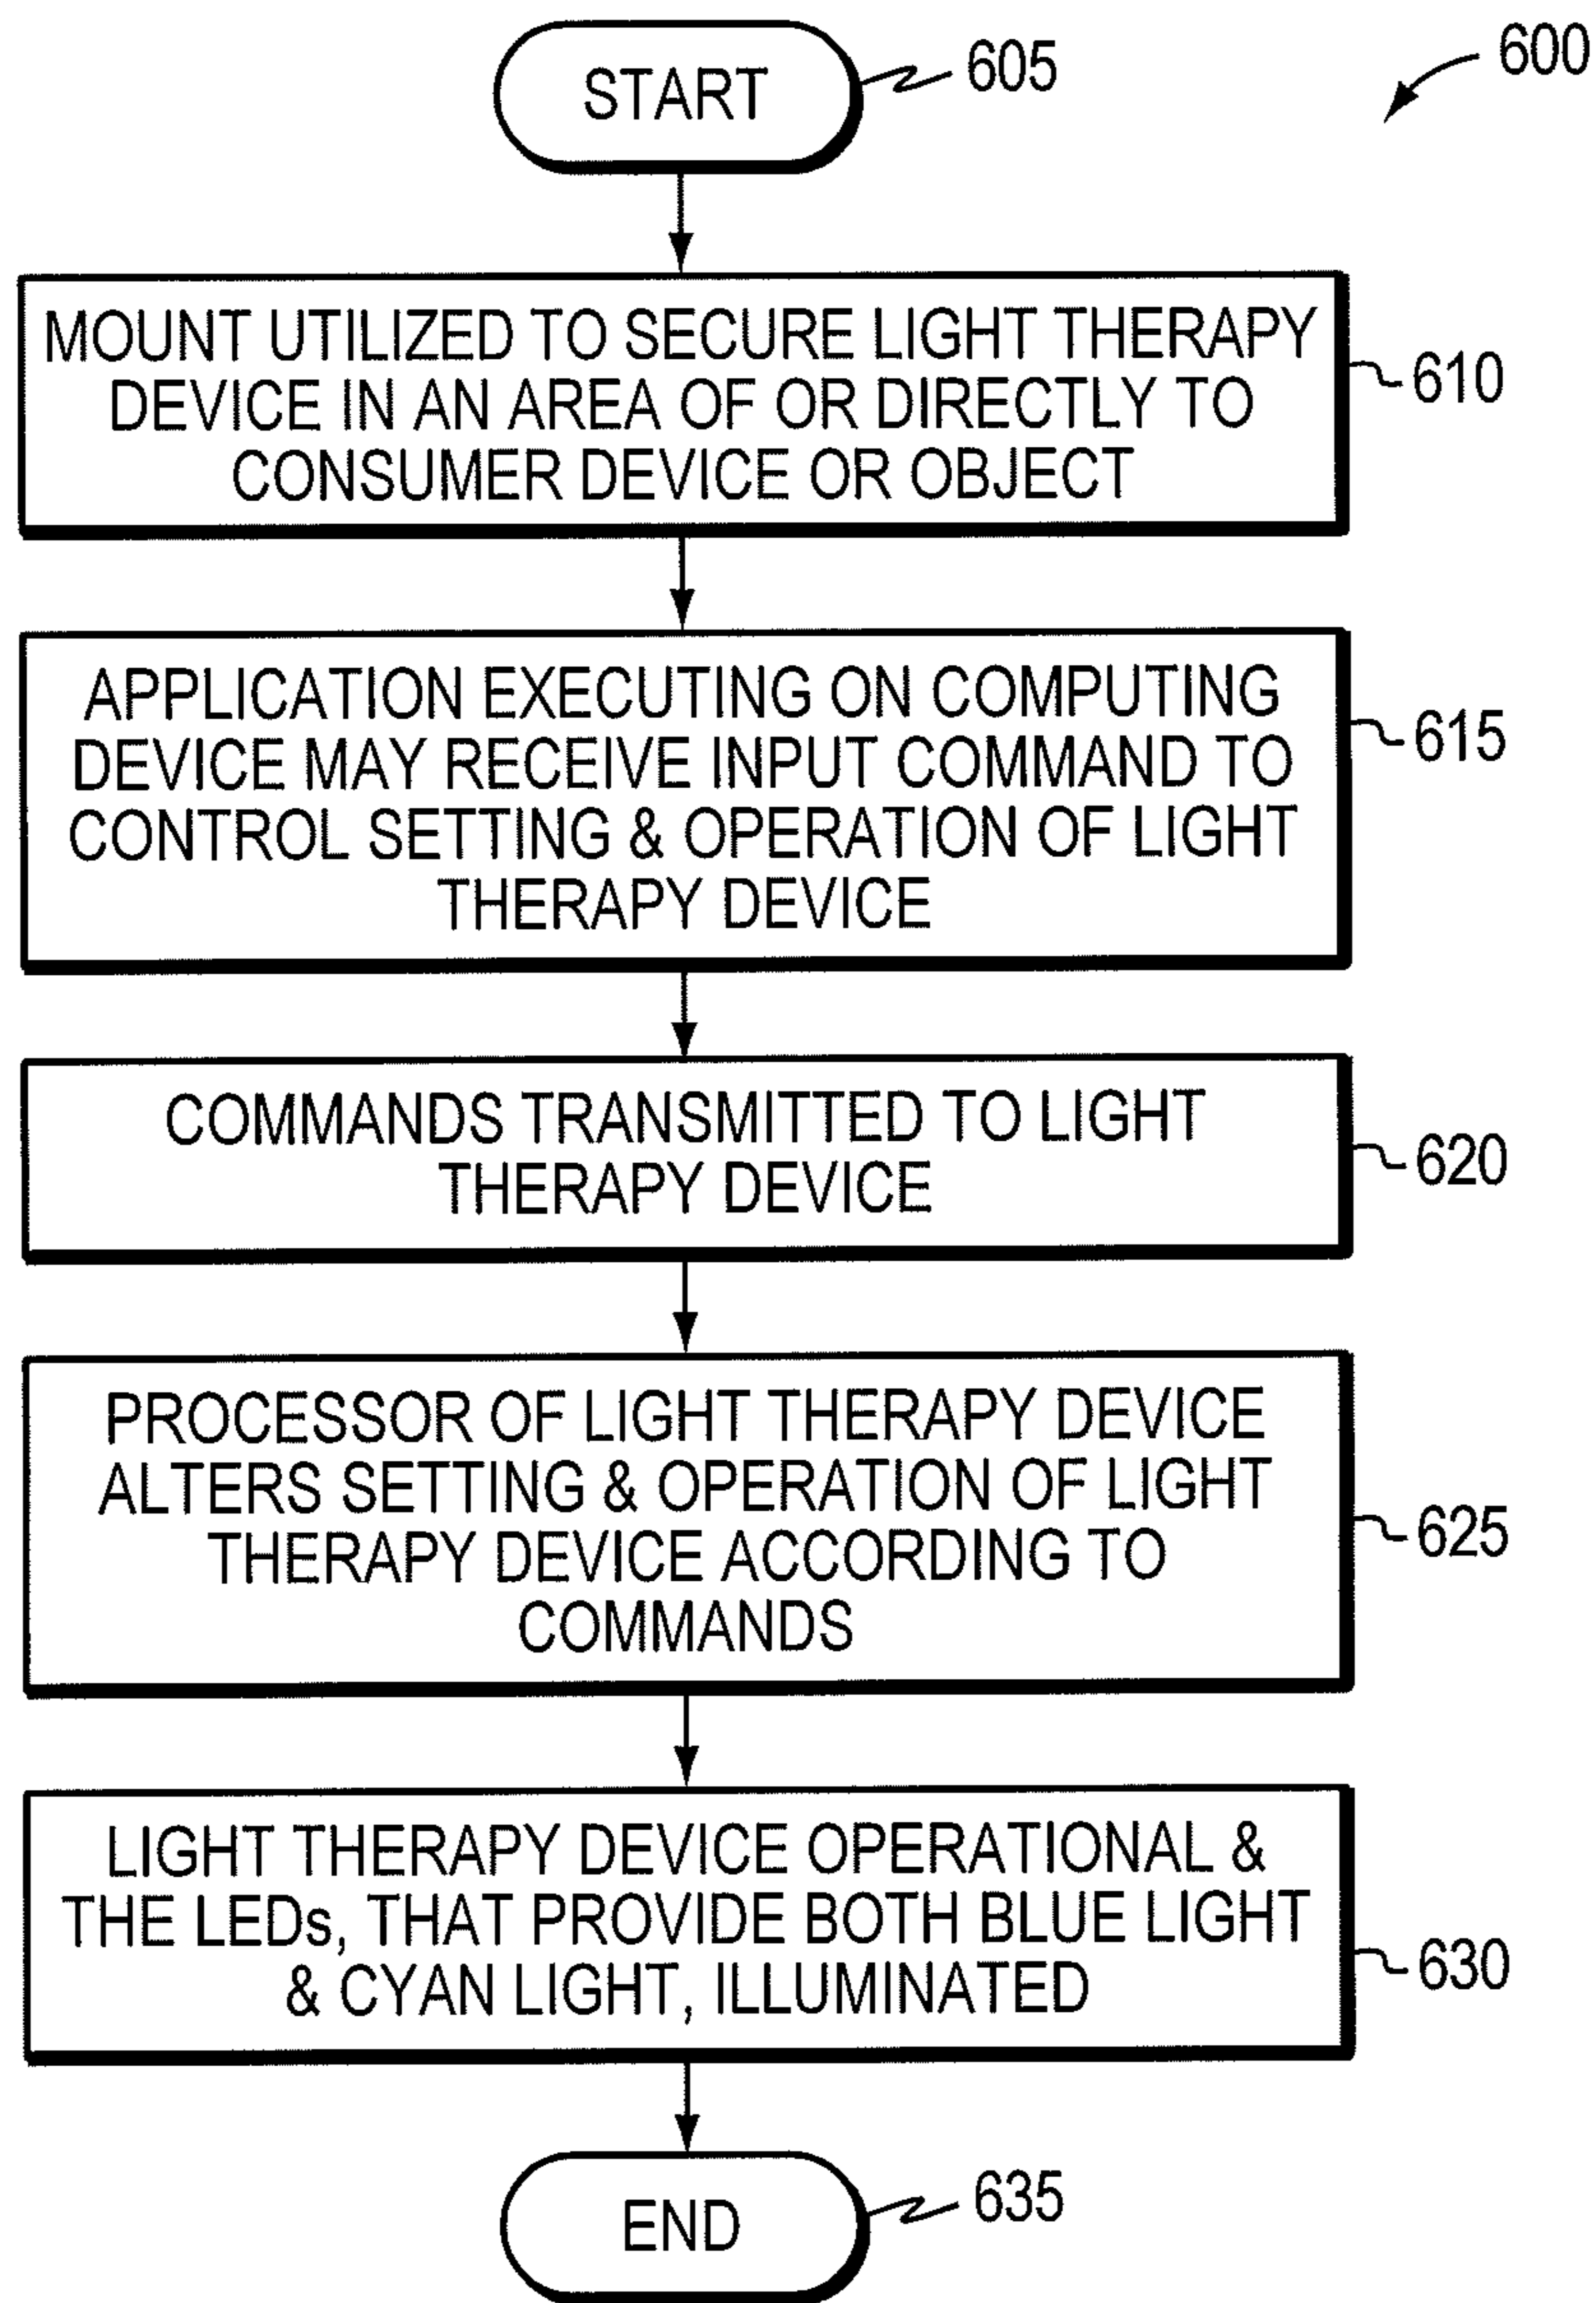 600
START
605
MOUNT UTILIZED TO SECURE LIGHT THERAPY
DEVICE IN AN AREA OF OR DIRECTLY TO
CONSUMER DEVICE OR OBJECT
610
APPLICATION EXECUTING ON COMPUTING
DEVICE MAY RECEIVE INPUT COMMAND TO
CONTROL SETTING & OPERATION OF LIGHT
THERAPY DEVICE
615
COMMANDS TRANSMITTED TO LIGHT
THERAPY DEVICE
620
PROCESSOR OF LIGHT THERAPY DEVICE
ALTERS SETTING & OPERATION OF LIGHT
THERAPY DEVICE ACCORDING TO
COMMANDS
625
LIGHT THERAPY DEVICE OPERATIONAL &
THE LEDs, THAT PROVIDE BOTH BLUE LIGHT
& CYAN LIGHT, ILLUMINATED
630
END
635